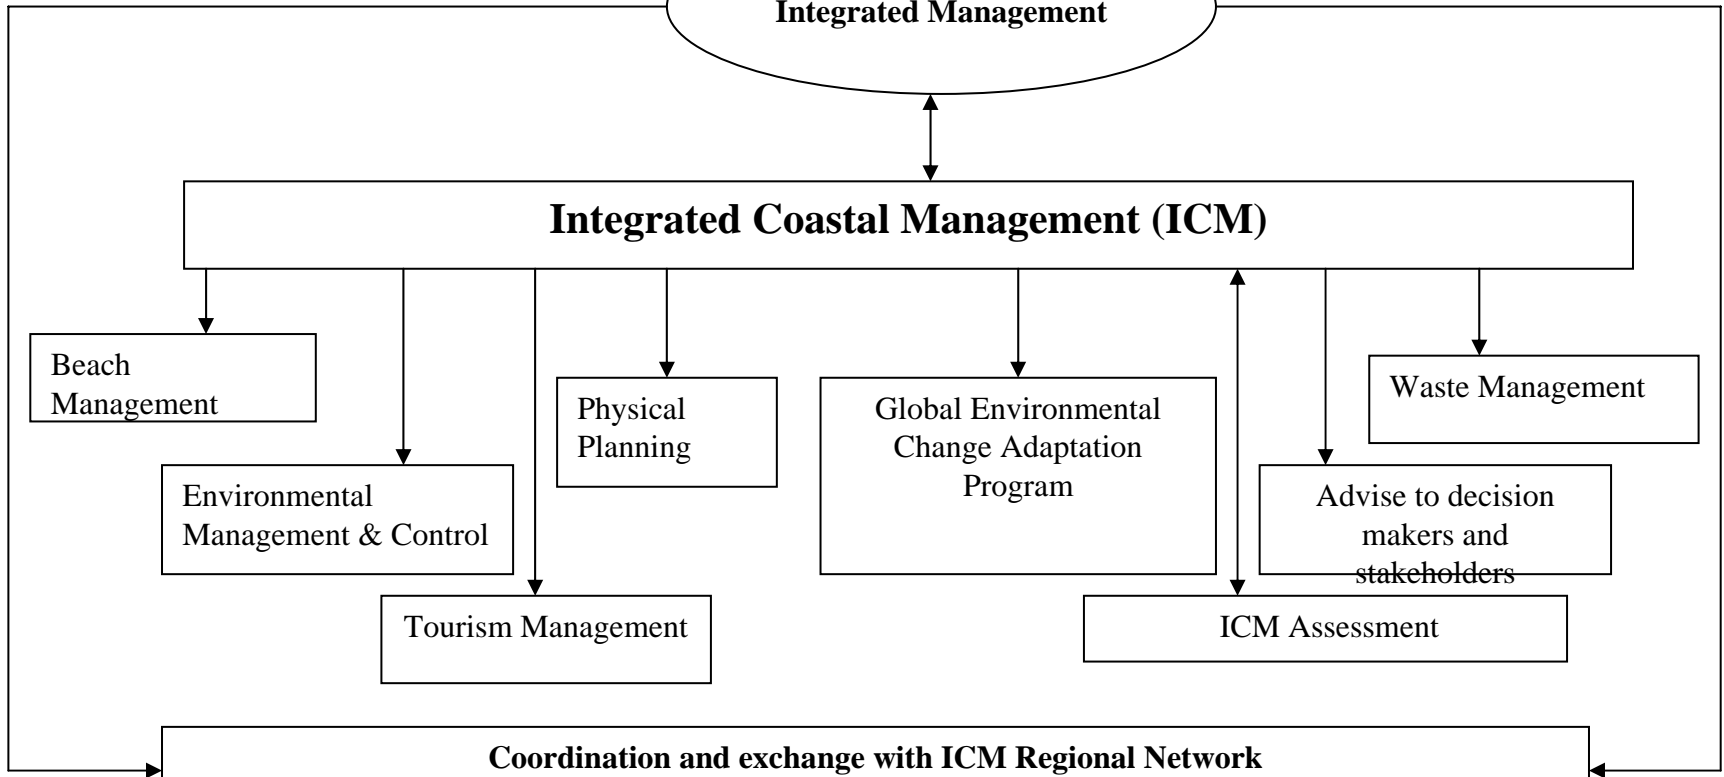 Integrated Management
Integrated Coastal Management (ICM)
Beach
Management
Environmental
Management & Control
Tourism Management
Physical
Planning
Global Environmental
Change Adaptation
Program
Waste Management
Advise to decision
makers and
stakeholders
ICM Assessment
Coordination and exchange with ICM Regional Network